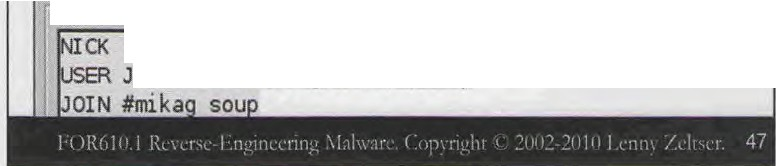 NICK
USER J
JOIN #mikag soup
FOR610.1 Reverse-Engineering Malware. Copyright © 2002-2010 Lenny Zeltser. 47